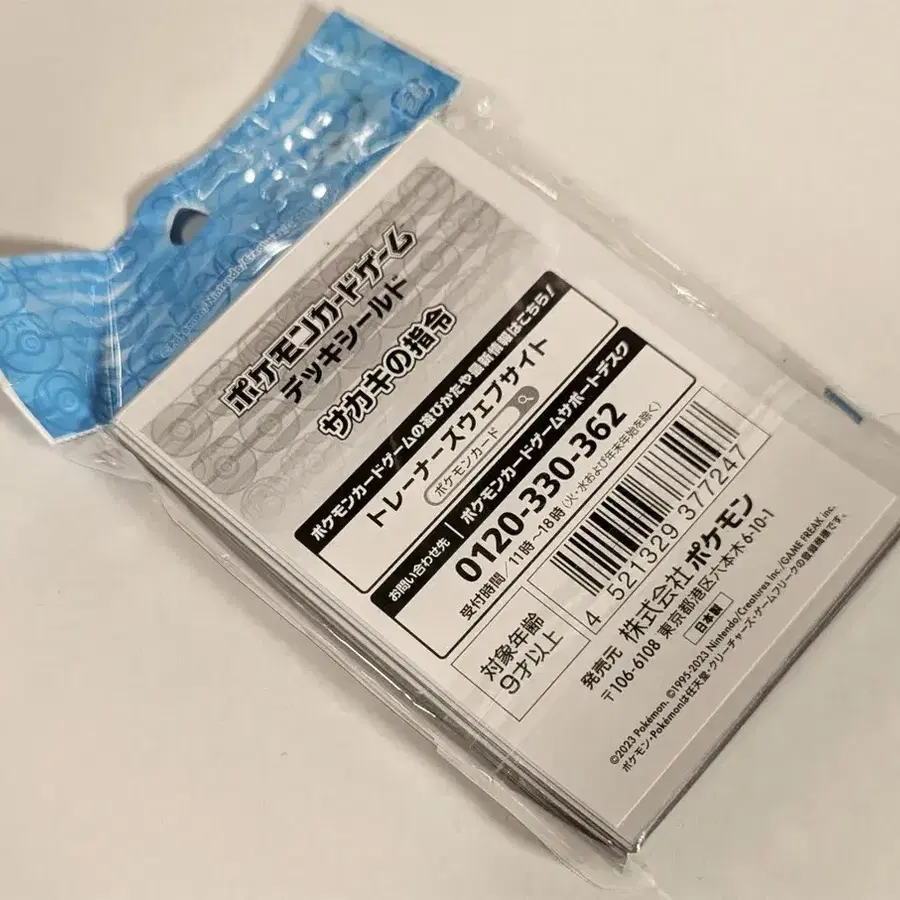 ポケモンカードゲーム
デッキシールド
サカキの指令
ポケモンカードゲームの遊びかたや最新情報はこちら!
トレーナーズウェブサイト
ポケモンカード
お問い合わせ先
ポケモンカードゲームサポートデスク
0120-330-362
受付時間/11時~18時(火・水および年末年始を除く)
対象年齢
9才以上
4 521329 377247
発売元 株式会社ポケモン
〒106-6108 東京都港区六本木6-10-1
日本製
©2023 Pokémon. ©1995-2023 Nintendo/Creatures Inc./GAME FREAK inc.
ポケモン・Pokémonは任天堂・クリーチャーズ・ゲームフリークの登録商標です。